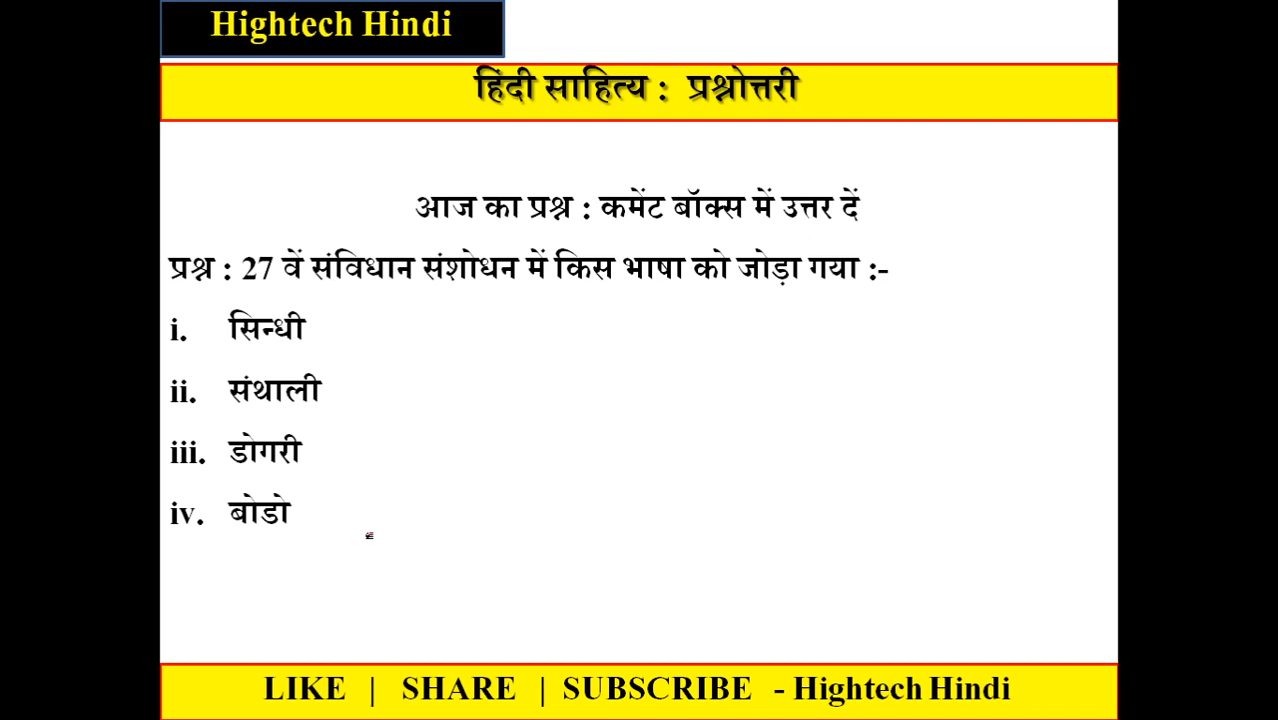 Hightech Hindi
हिंदी साहित्य : प्रश्नोत्तरी
आज का प्रश्न : कमेंट बॉक्स में उत्तर दें
प्रश्न : 27 वें संविधान संशोधन में किस भाषा को जोड़ा गया :-
i. सिन्धी
ii. संथाली
iii. डोगरी
iv. बोडो
LIKE | SHARE | SUBSCRIBE - Hightech Hindi